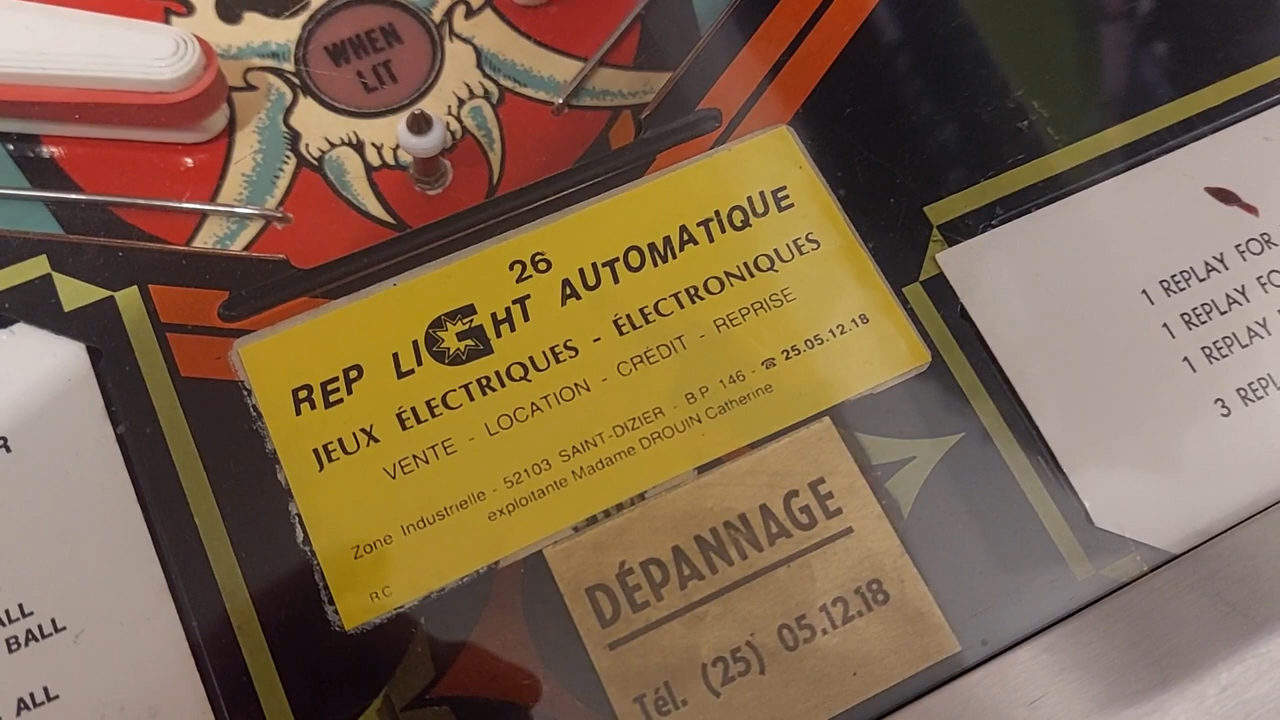 WHEN
LIT
26
REP LIGHT AUTOMATIQUE
JEUX ÉLECTRIQUES - ÉLECTRONIQUES
VENTE - LOCATION - CRÉDIT - REPRISE
Zone Industrielle - 52103 SAINT-DIZIER - B.P. 146 - ☎ 25.05.12.18
exploitante Madame DROUIN Catherine
RC
DÉPANNAGE
Tél. (25) 05.12.18
1 REPLAY FOR
1 REPLAY FO
1 REPLAY
3 REPL
R
ALL
BALL
ALL